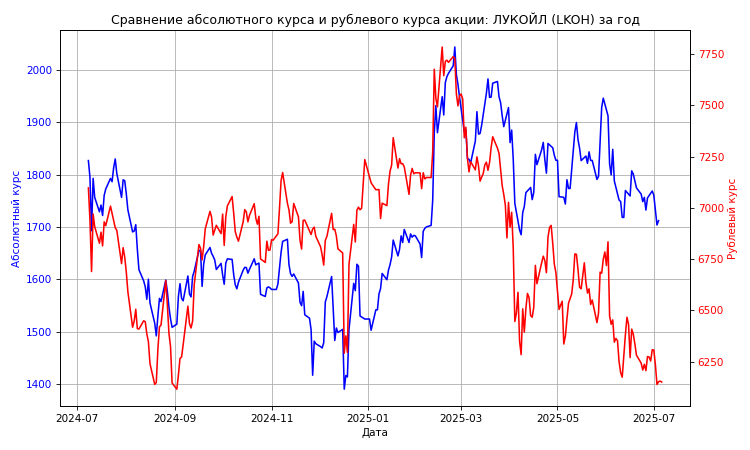 Сравнение абсолютного курса и рублевого курса акции: ЛУКОЙЛ (LKOH) за год
2000
1900
1800
1700
1600
1500
1400
Абсолютный курс
7750
7500
7250
7000
6750
6500
6250
Рублевый курс
2024-07 2024-09 2024-11 2025-01 2025-03 2025-05 2025-07
Дата